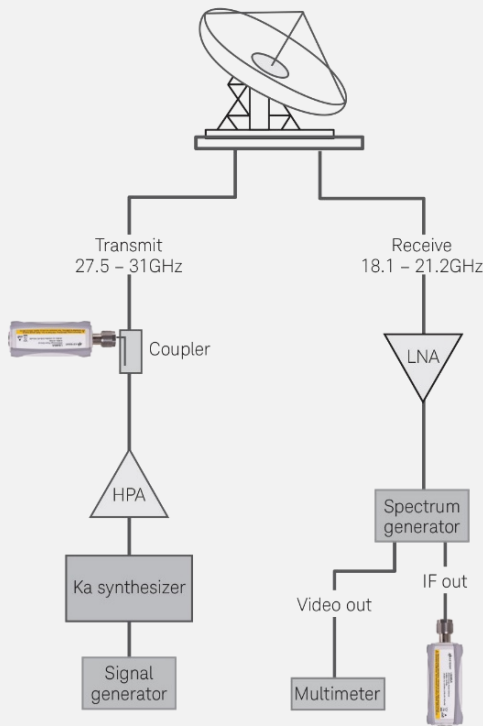 Transmit
27.5 – 31GHz
Receive
18.1 – 21.2GHz
Coupler
LNA
HPA
Spectrum
generator
Ka synthesizer
Video out
IF out
Signal
generator
Multimeter